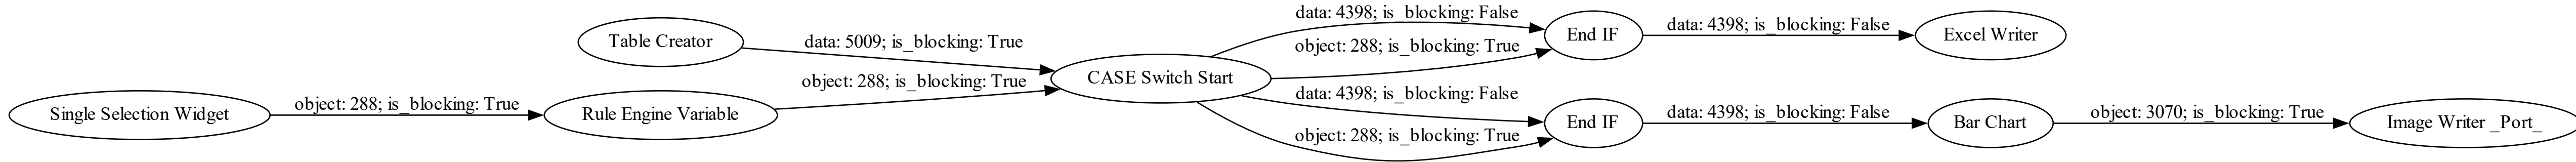 Single Selection Widget
object: 288; is_blocking: True
Table Creator
data: 5009; is_blocking: True
Rule Engine Variable
object: 288; is_blocking: True
CASE Switch Start
data: 4398; is_blocking: False
object: 288; is_blocking: True
data: 4398; is_blocking: False
object: 288; is_blocking: True
End IF
data: 4398; is_blocking: False
Excel Writer
End IF
data: 4398; is_blocking: False
Bar Chart
object: 3070; is_blocking: True
Image Writer _Port_